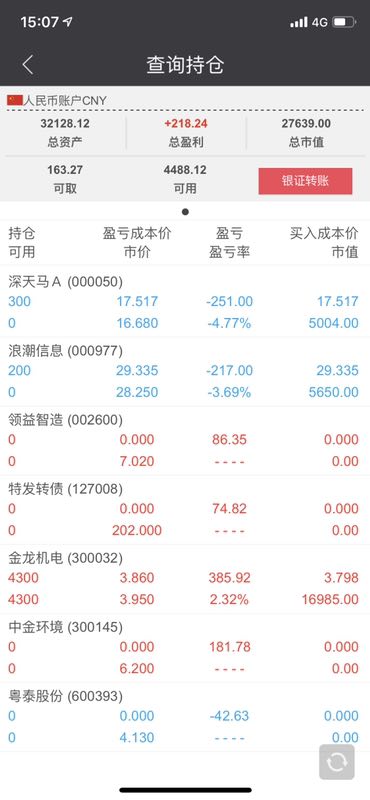 15:07 4G
查询持仓
人民币账户CNY
32128.12 +218.24 27639.00
总资产 总盈利 总市值
163.27 4488.12 银证转账
可取 可用
持仓 盈亏成本价 盈亏 买入成本价
可用 市价 盈亏率 市值
深天马A (000050)
300 17.517 -251.00 17.517
0 16.680 -4.77% 5004.00
浪潮信息 (000977)
200 29.335 -217.00 29.335
0 28.250 -3.69% 5650.00
领益智造 (002600)
0 0.000 86.35 0.000
0 7.020 ---- 0.00
特发转债 (127008)
0 0.000 74.82 0.000
0 202.000 ---- 0.00
金龙机电 (300032)
4300 3.860 385.92 3.798
4300 3.950 2.32% 16985.00
中金环境 (300145)
0 0.000 181.78 0.000
0 6.200 ---- 0.00
粤泰股份 (600393)
0 0.000 -42.63 0.000
0 4.130 ---- 0.00